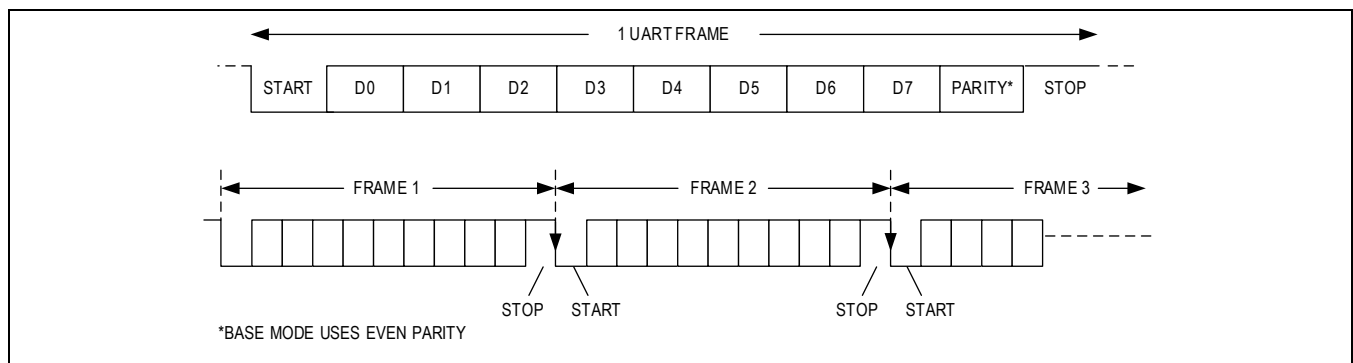 1 UART FRAME
START D0 D1 D2 D3 D4 D5 D6 D7 PARITY* STOP
FRAME 1 FRAME 2 FRAME 3
STOP START STOP START
*BASE MODE USES EVEN PARITY